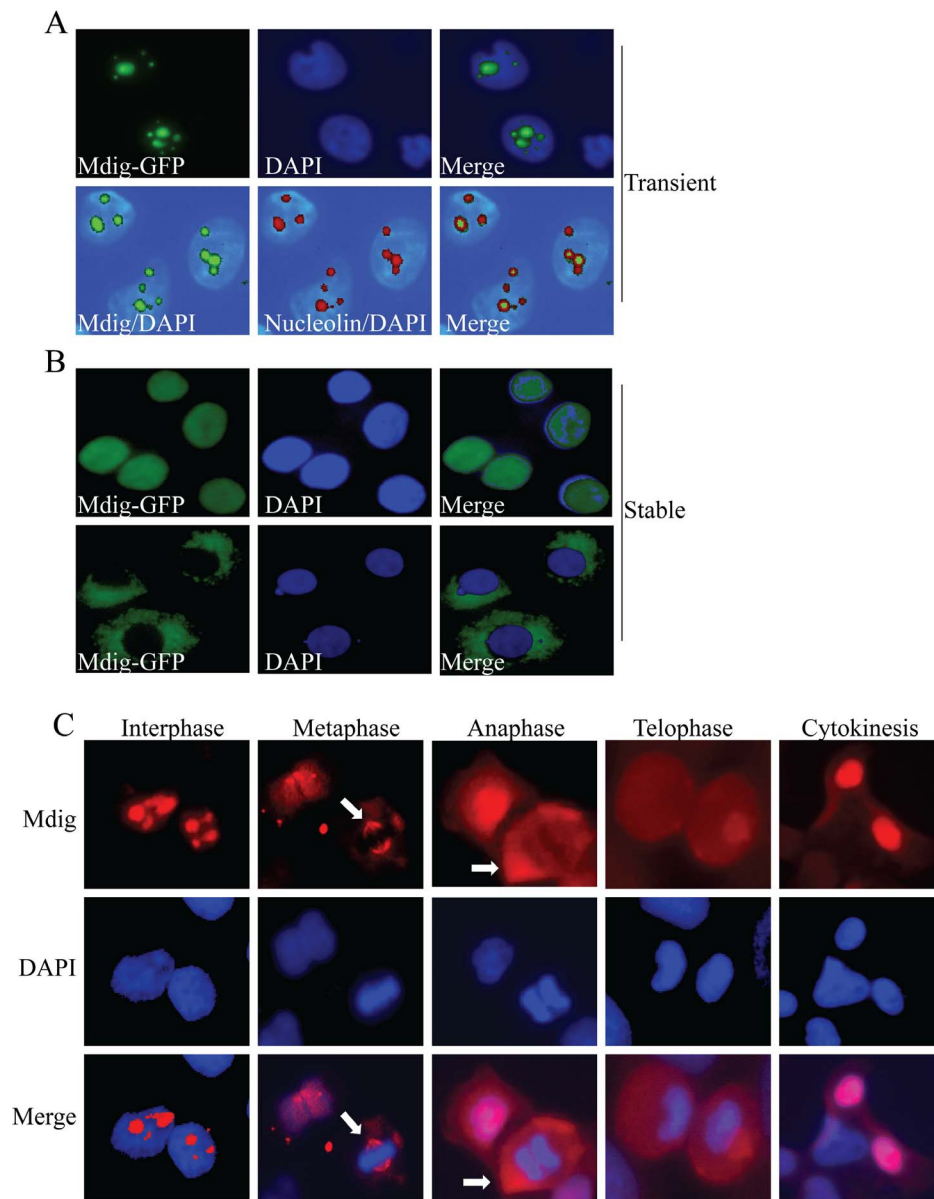 A
Mdig-GFP DAPI Merge
Transient
Mdig/DAPI Nucleolin/DAPI Merge
B
Mdig-GFP DAPI Merge
Stable
Mdig-GFP DAPI Merge
C
Interphase Metaphase Anaphase Telophase Cytokinesis
Mdig
DAPI
Merge